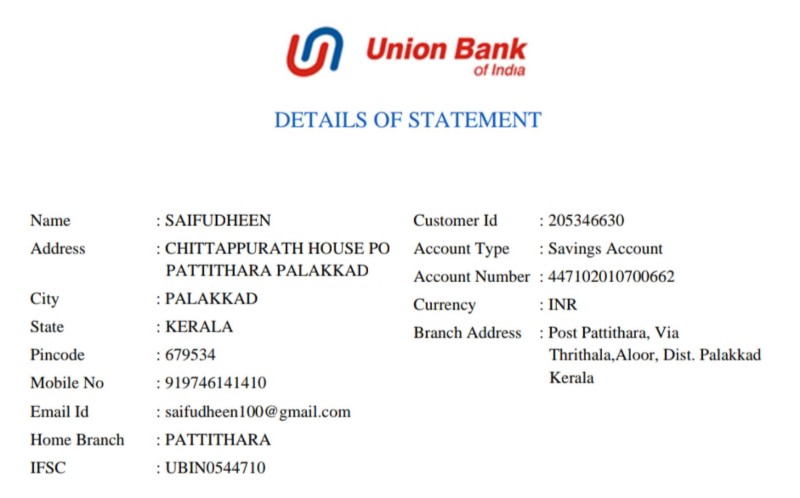 Union Bank
of India
DETAILS OF STATEMENT
Name : SAIFUDHEEN
Address : CHITTAPPURATH HOUSE PO
PATTITHARA PALAKKAD
City : PALAKKAD
State : KERALA
Pincode : 679534
Mobile No : 919746141410
Email Id : saifudheen100@gmail.com
Home Branch : PATTITHARA
IFSC : UBIN0544710
Customer Id : 205346630
Account Type : Savings Account
Account Number : 447102010700662
Currency : INR
Branch Address : Post Pattithara, Via
Thrithala,Aloor, Dist. Palakkad
Kerala